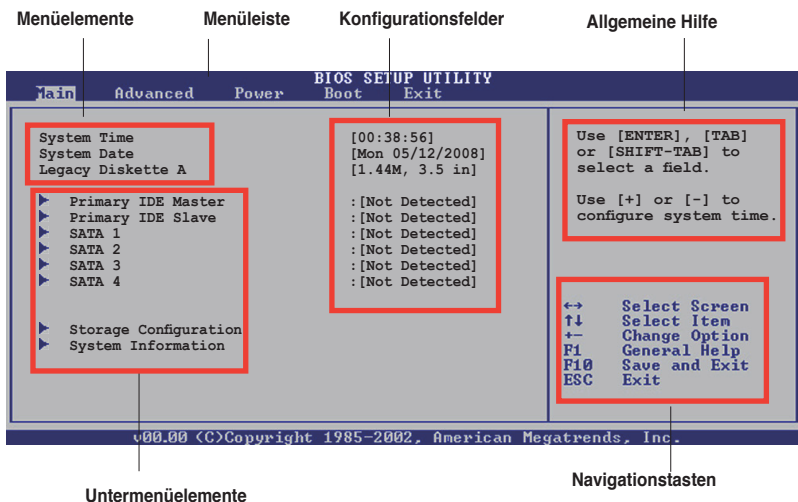 Menüelemente Menüleiste Konfigurationsfelder Allgemeine Hilfe
BIOS SETUP UTILITY
Main Advanced Power Boot Exit
System Time [00:38:56]
System Date [Mon 05/12/2008]
Legacy Diskette A [1.44M, 3.5 in]
Primary IDE Master :[Not Detected]
Primary IDE Slave :[Not Detected]
SATA 1 :[Not Detected]
SATA 2 :[Not Detected]
SATA 3 :[Not Detected]
SATA 4 :[Not Detected]
Storage Configuration
System Information
Use [ENTER], [TAB]
or [SHIFT-TAB] to
select a field.
Use [+] or [-] to
configure system time.
←→ Select Screen
↑↓ Select Item
+- Change Option
F1 General Help
F10 Save and Exit
ESC Exit
v00.00 (C)Copyright 1985-2002, American Megatrends, Inc.
Untermenüelemente
Navigationstasten